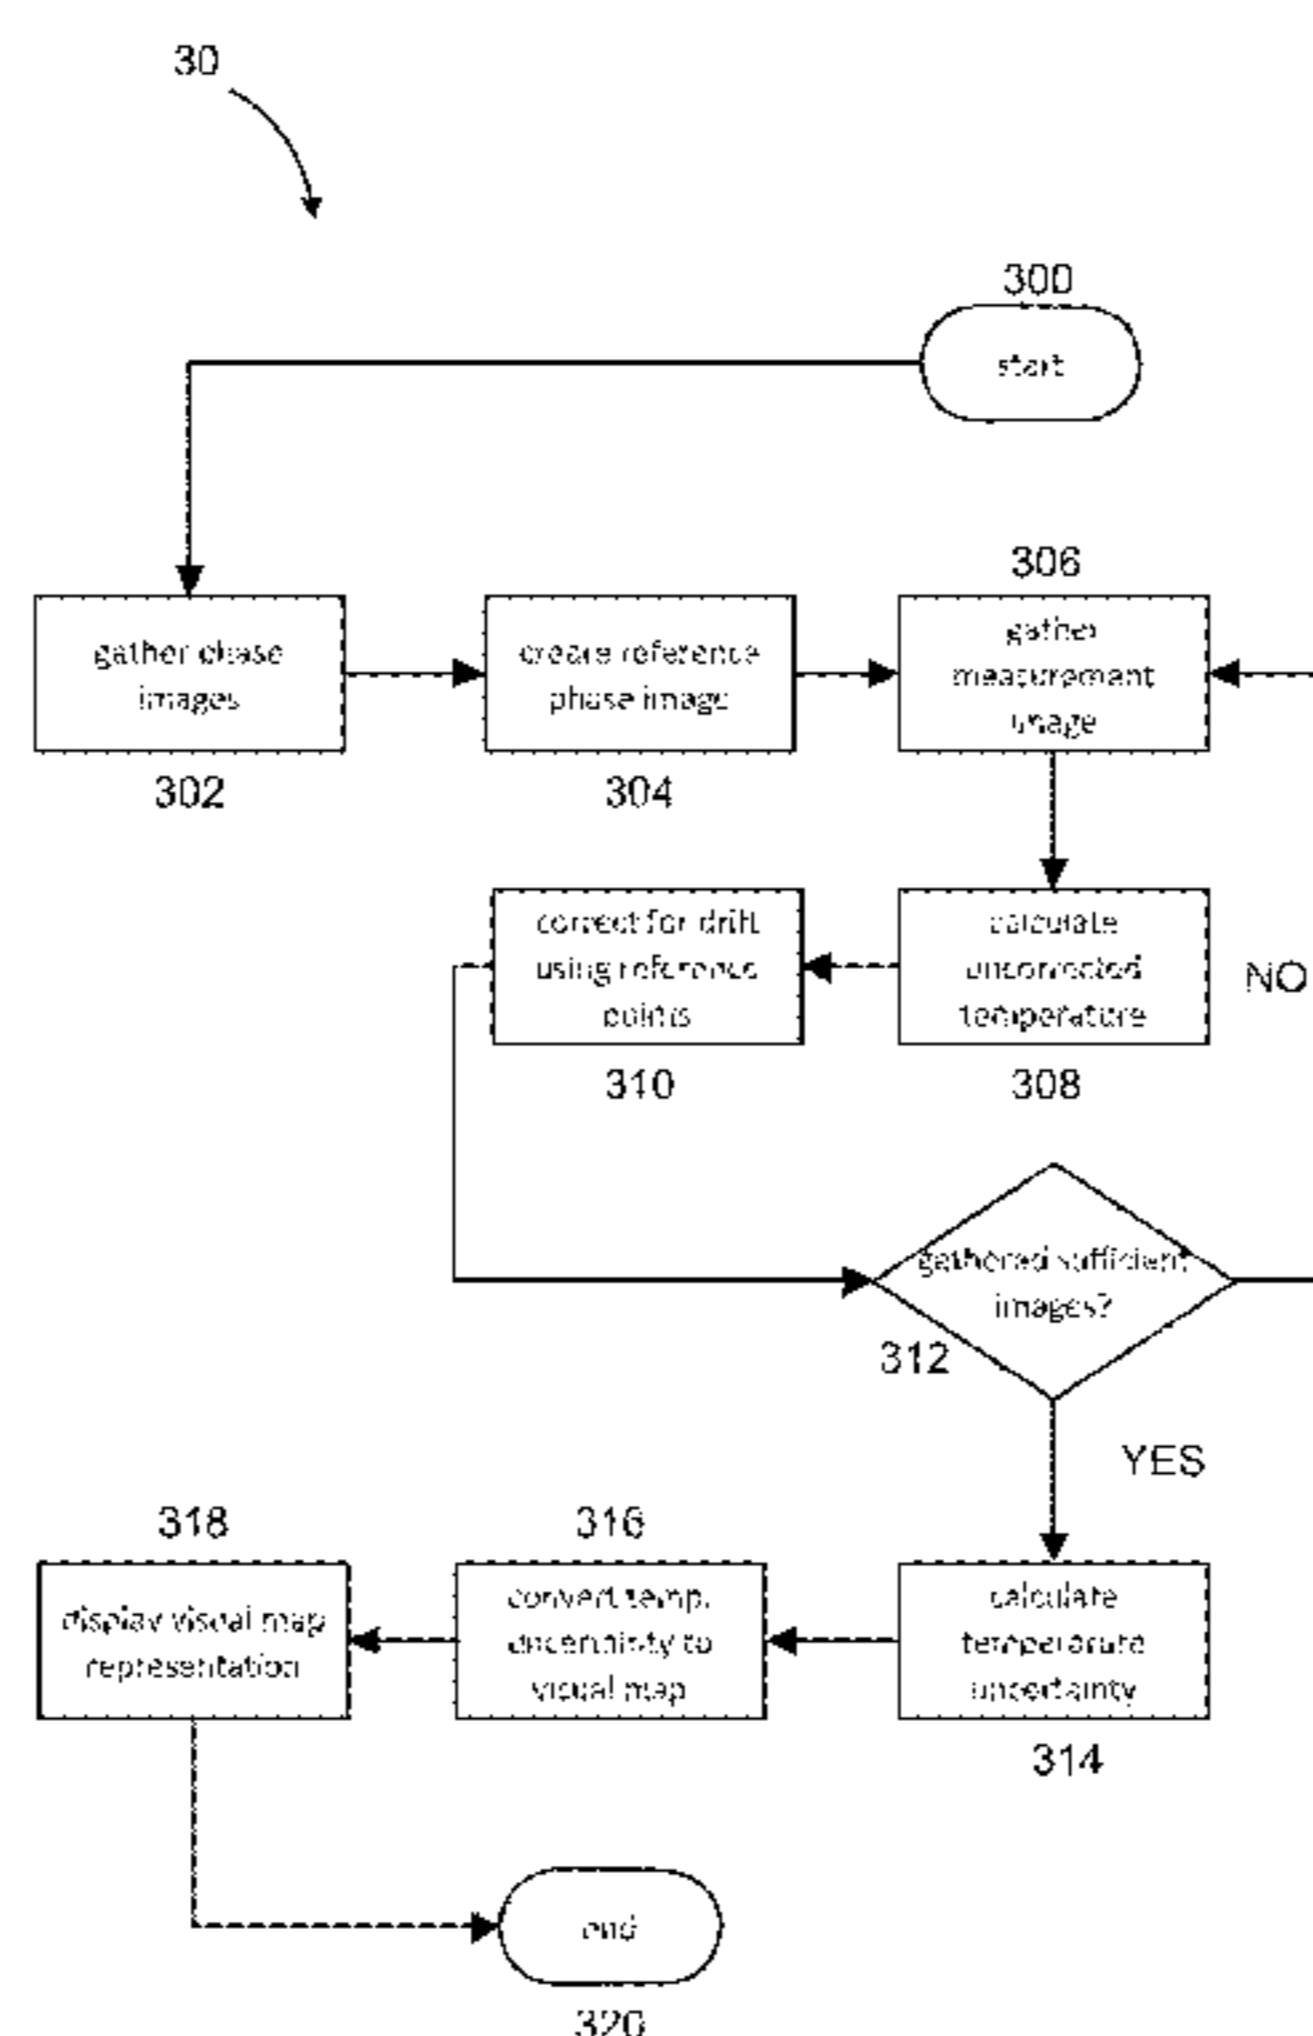 30
300
start
306
gather phase
images
302
create reference
phase image
304
gather
measurement
image
correct for drift
using reference
points
310
calculate
uncorrected
temperature
308
NO
gathered sufficient
images?
312
YES
318
display visual map
representation
316
convert temp.
uncertainty to
visual map
calculate
temperature
uncertainty
314
end
320